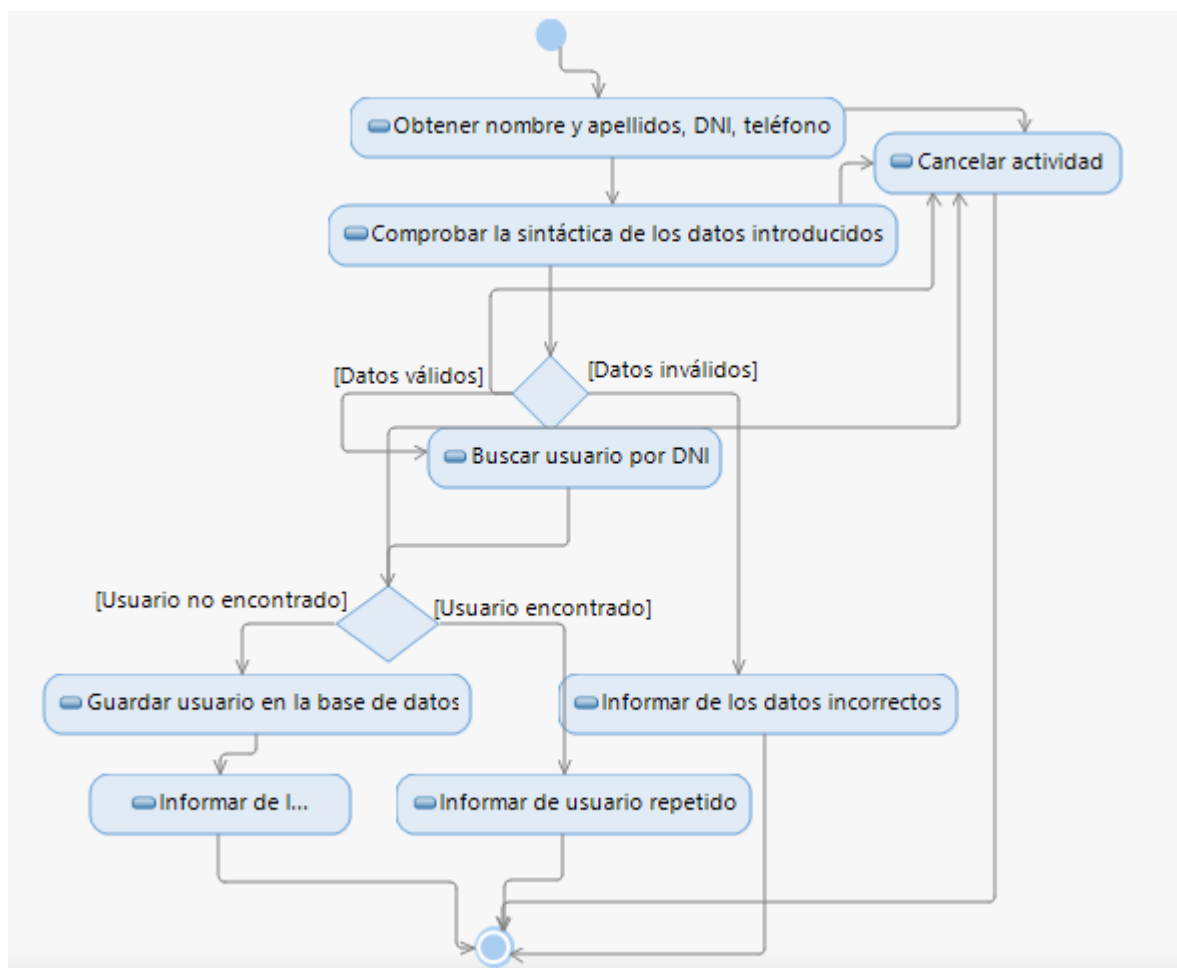 Obtener nombre y apellidos, DNI, teléfono
Cancelar actividad
Comprobar la sintáctica de los datos introducidos
[Datos válidos]
[Datos inválidos]
Buscar usuario por DNI
[Usuario no encontrado]
[Usuario encontrado]
Guardar usuario en la base de datos
Informar de los datos incorrectos
Informar de l...
Informar de usuario repetido